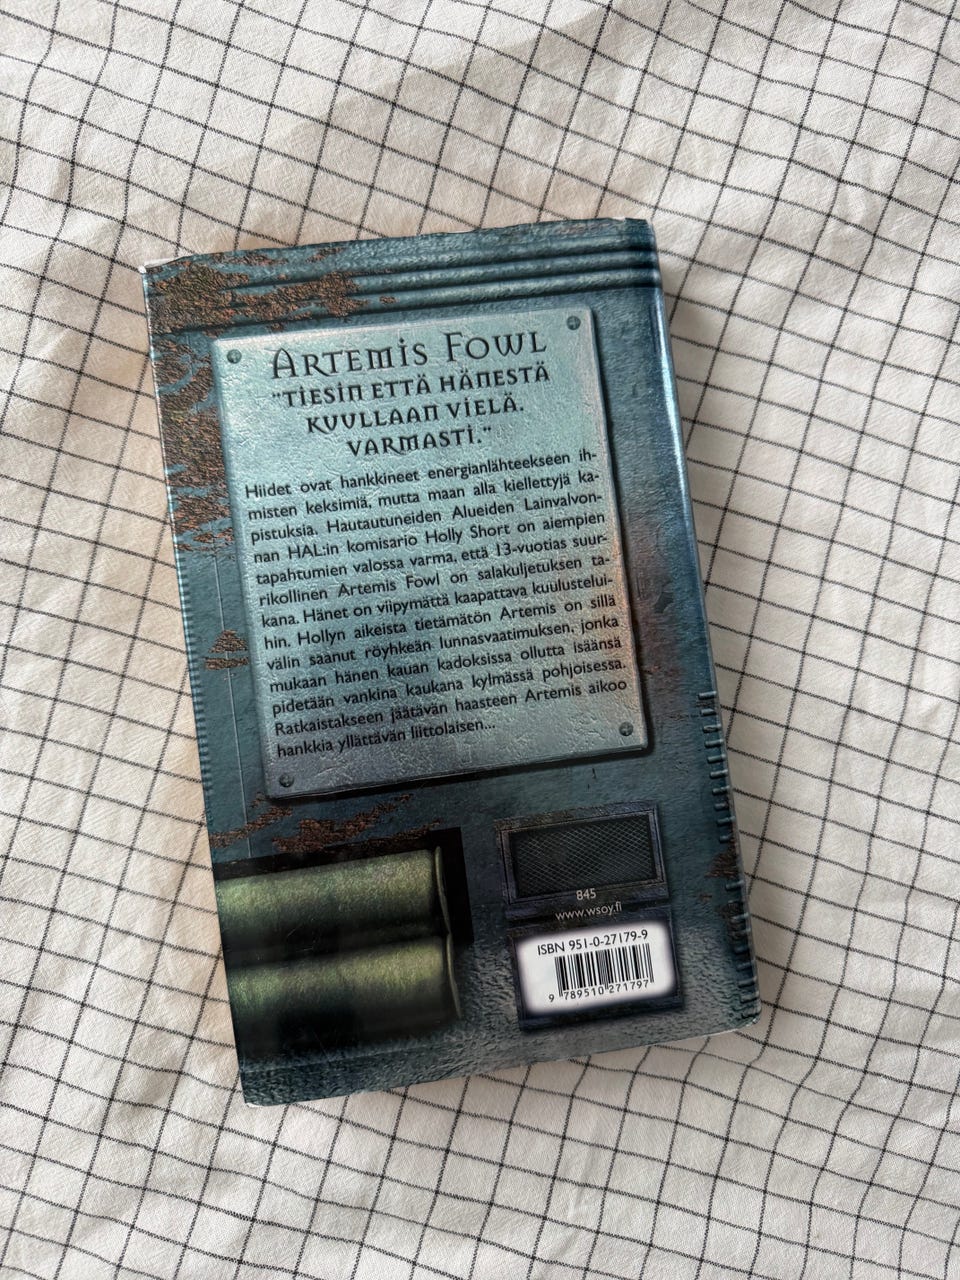 ARTEMIS FOWL
"TIESIN ETTÄ HÄNESTÄ
KUULLAAN VIELÄ.
VARMASTI."
Hiidet ovat hankkineet energianlähteekseen ih-
misten keksimiä, mutta maan alla kiellettyjä ka-
pistuksia. Hautautuneiden Alueiden Lainvalvon-
nan HAL:in komisario Holly Short on aiempien
tapahtumien valossa varma, että 13-vuotias suur-
rikollinen Artemis Fowl on salakuljetuksen ta-
kana. Hänet on viipymättä kaapattava kuulustelui-
hin. Hollyn aikeista tietämätön Artemis on sillä
välin saanut röyhkeän lunnasvaatimuksen, jonka
mukaan hänen kauan kadoksissa ollutta isäänsä
pidetään vankina kaukana kylmässä pohjoisessa.
Ratkaistakseen jäätävän haasteen Artemis aikoo
hankkia yllättävän liittolaisen...
845
www.wsoy.fi
ISBN 951-0-27179-9
9 789510 271797